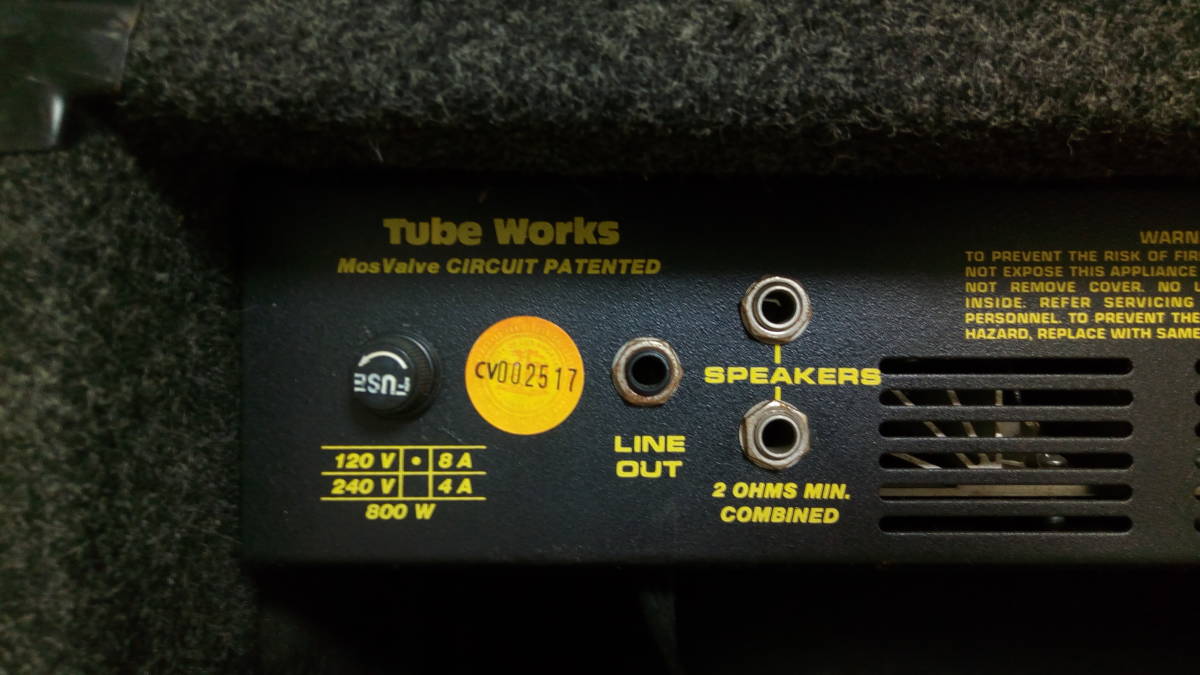 Tube Works
MosValve CIRCUIT PATENTED
WARN
TO PREVENT THE RISK OF FIR
NOT EXPOSE THIS APPLIANCE
NOT REMOVE COVER. NO U
INSIDE. REFER SERVICING
PERSONNEL. TO PREVENT THE
HAZARD, REPLACE WITH SAME
FUSE
CV002517
SPEAKERS
LINE
OUT
120 V • 8 A
240 V 4 A
800 W
2 OHMS MIN.
COMBINED